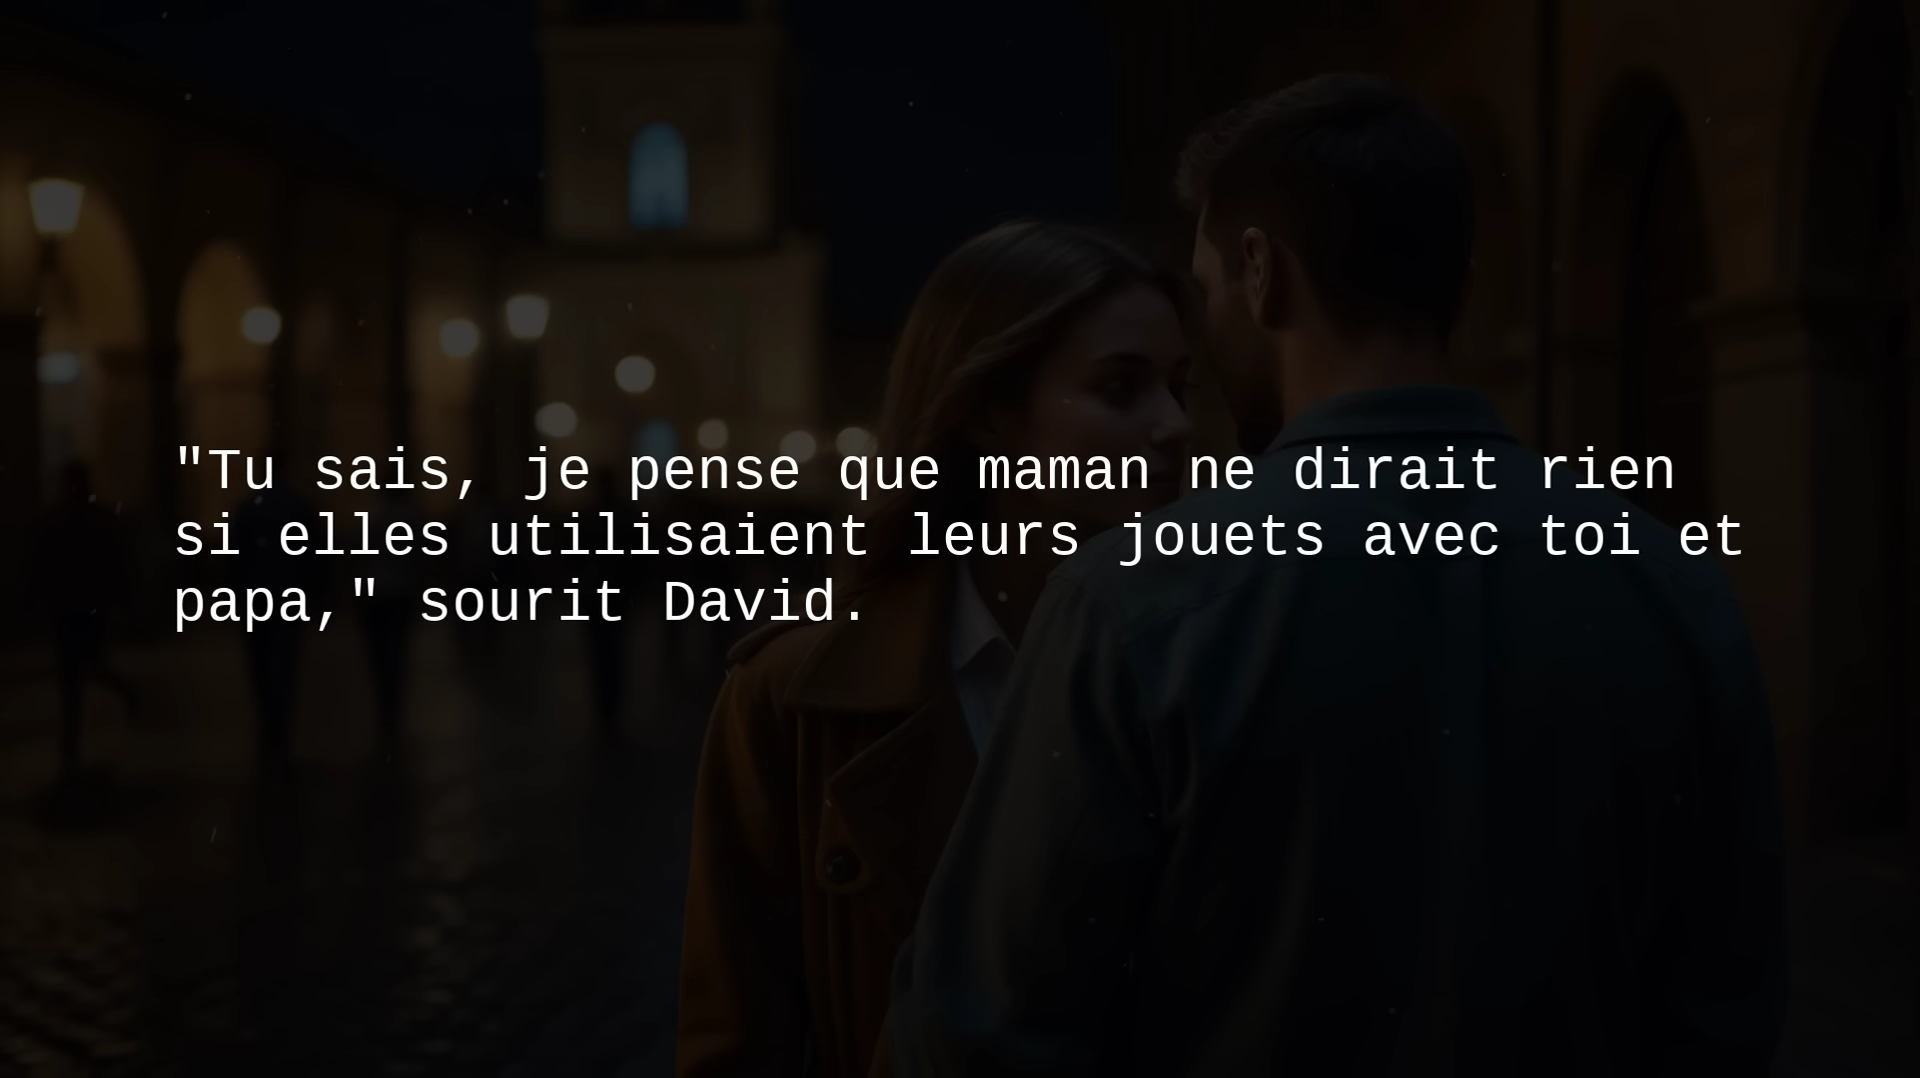 "Tu sais, je pense que maman ne dirait rien
si elles utilisaient leurs jouets avec toi et
papa," sourit David.